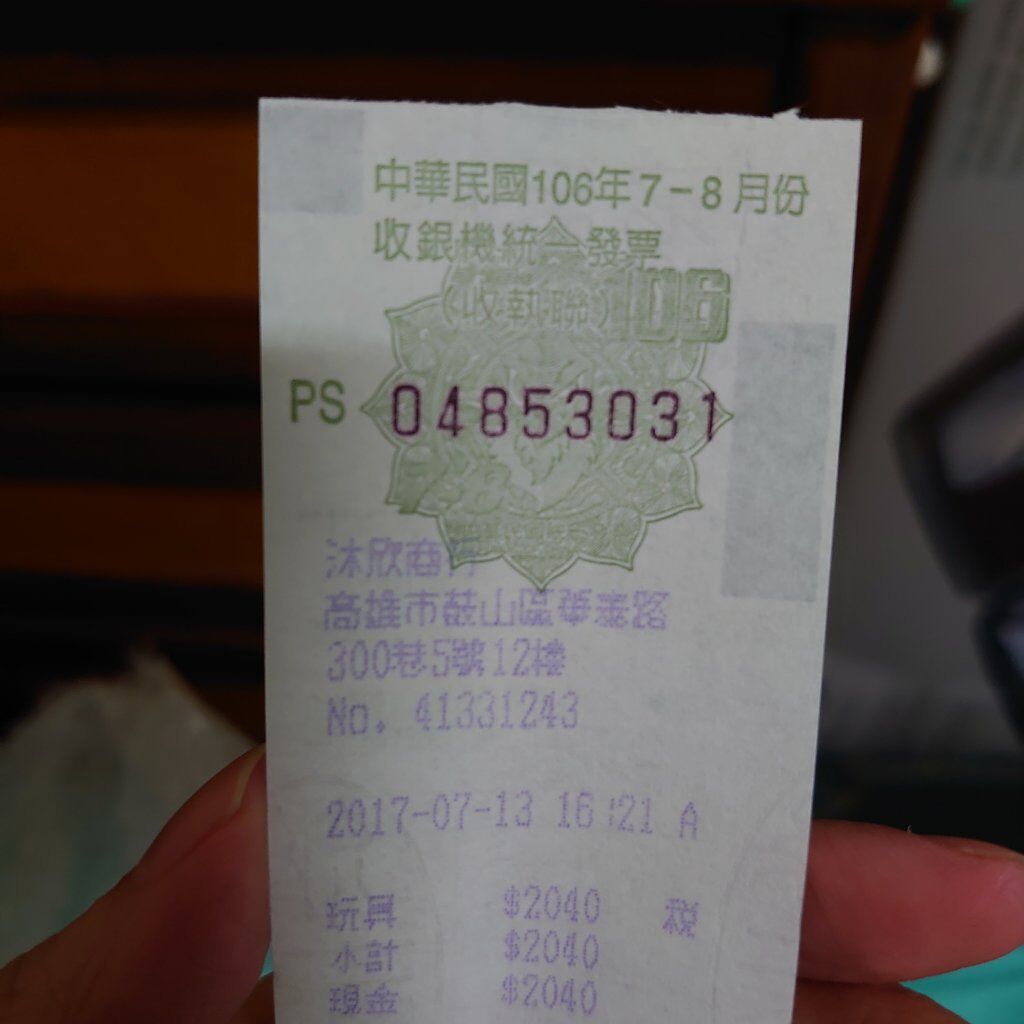 中華民國106年7-8月份
收銀機統一發票
(收執聯) 106
PS 04853031
沐欣商行
高雄市鼓山區華泰路
300巷5號12樓
No. 41331243
2017-07-13 16:21 A
玩具 $2040 稅
小計 $2040
現金 $2040